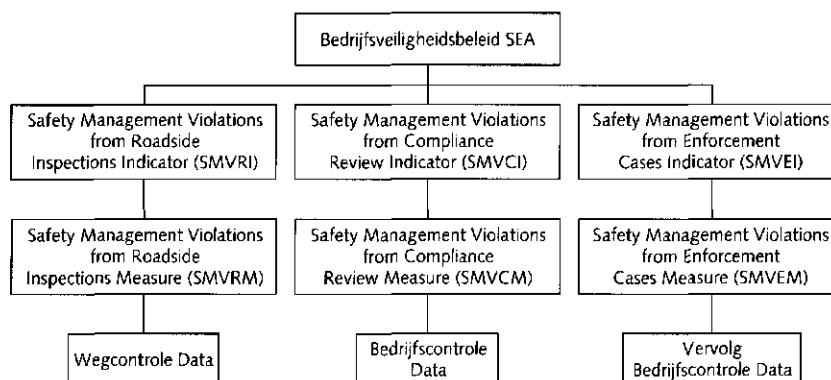 Bedrijfsveiligheidsbeleid SEA
Safety Management Violations
from Roadside
Inspections Indicator (SMVRI)
Safety Management Violations
from Compliance
Review Indicator (SMVCI)
Safety Management Violations
from Enforcement
Cases Indicator (SMVEI)
Safety Management Violations
from Roadside
Inspections Measure (SMVRM)
Safety Management Violations
from Compliance
Review Measure (SMVCM)
Safety Management Violations
from Enforcement
Cases Measure (SMVEM)
Wegcontrole Data
Bedrijfscontrole
Data
Vervolg
Bedrijfscontrole Data